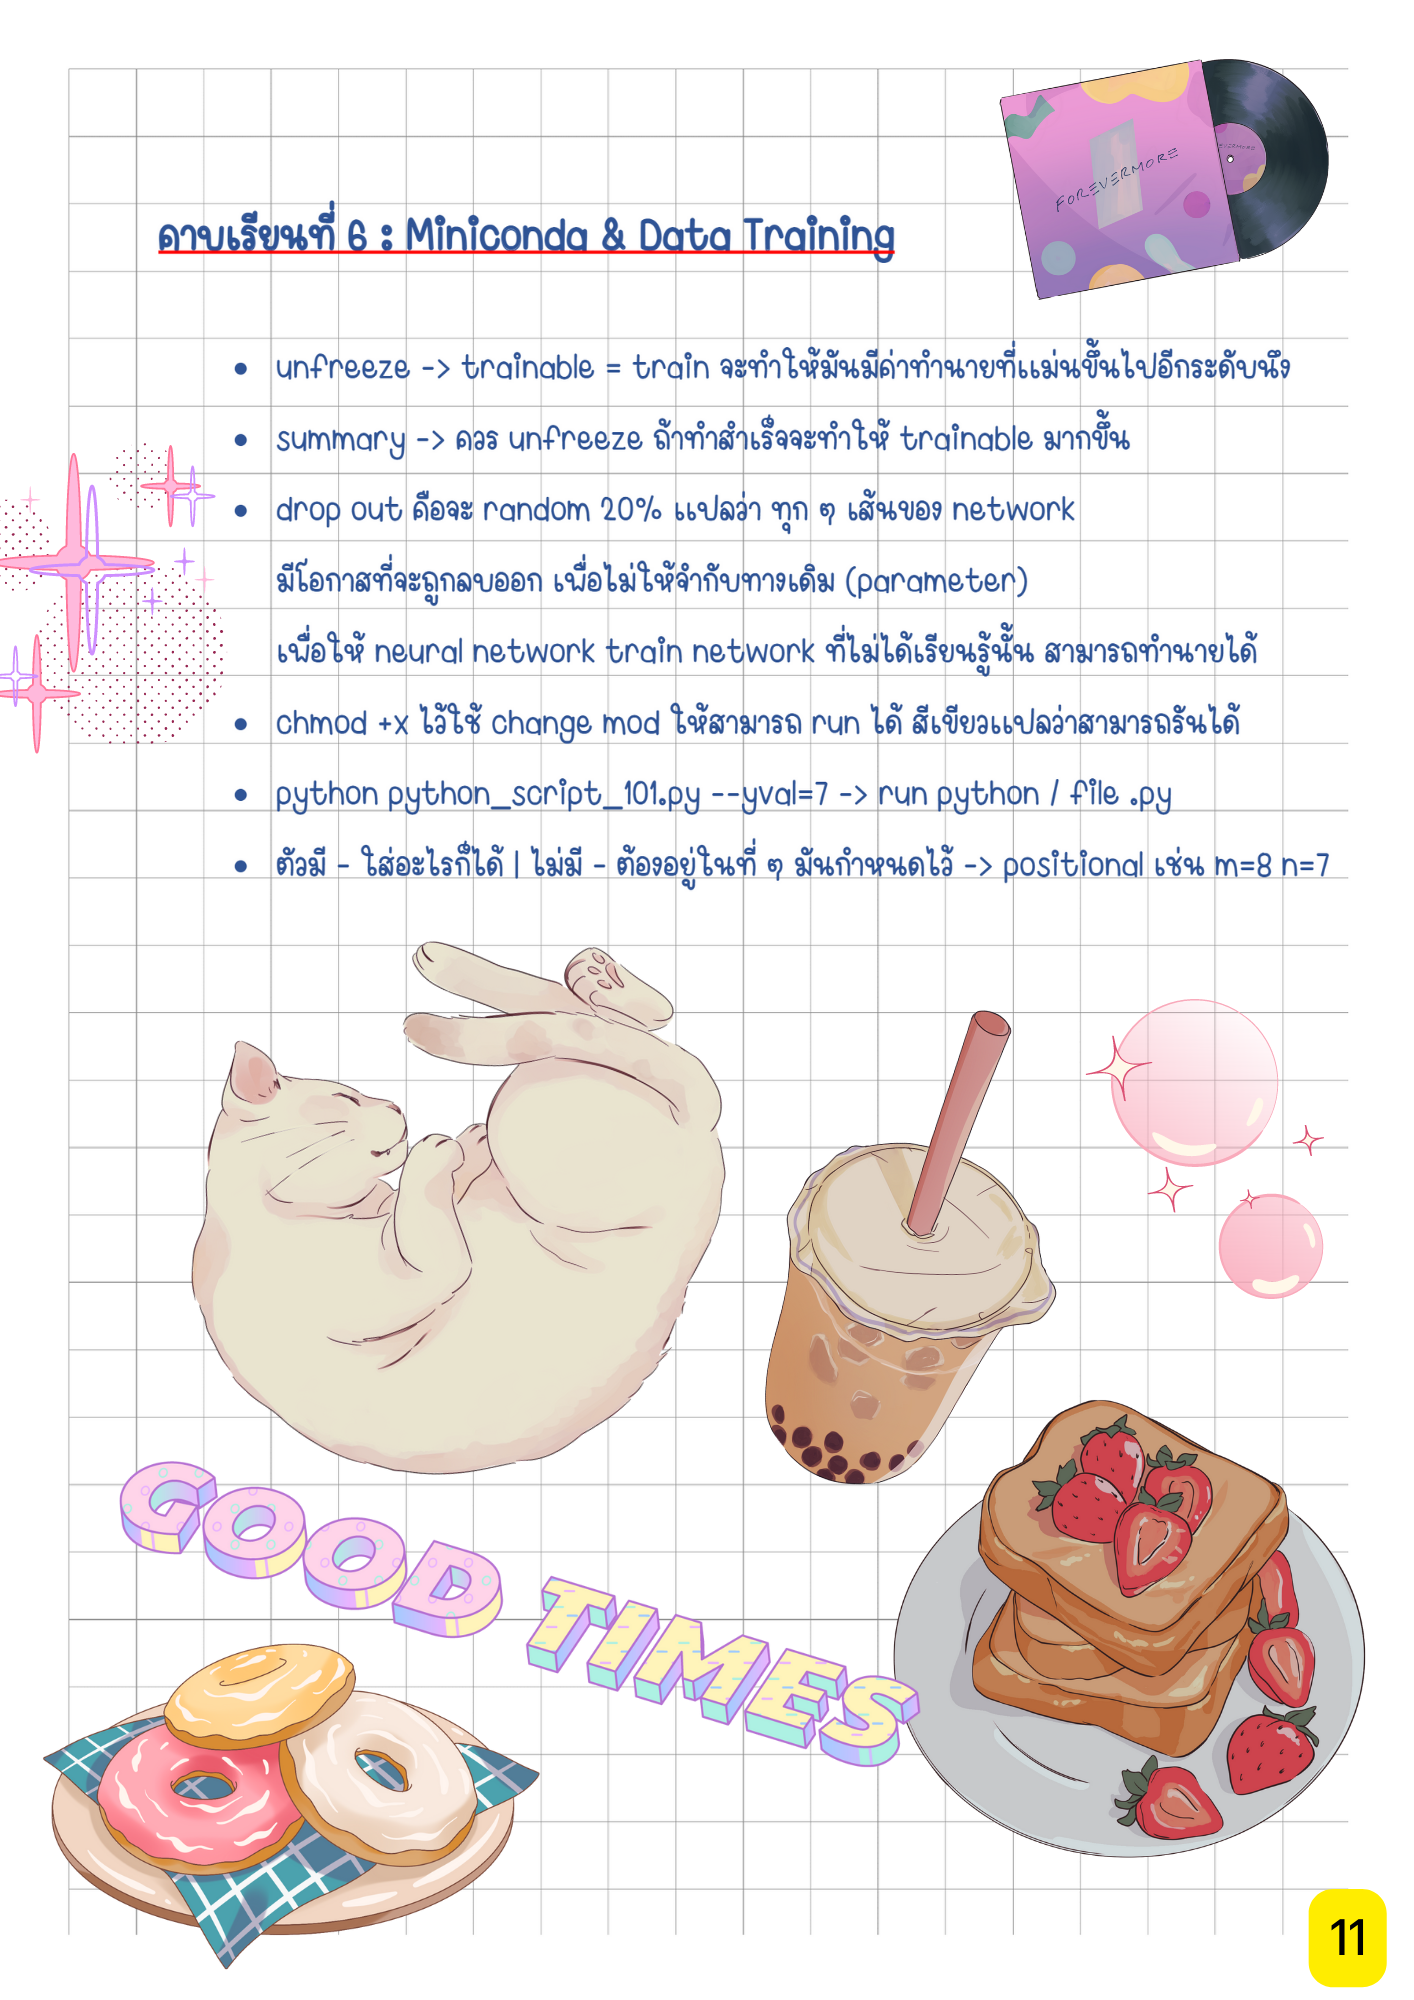 FOREVERMORE
คาบเรียนที่ 6 : Miniconda & Data Training
• unfreeze -> trainable = train จะทำให้มันมีค่าทำนายที่แม่นขึ้นไปอีกระดับนึง
• summary -> ควร unfreeze ถ้าทำสำเร็จจะทำให้ trainable มากขึ้น
• drop out คือจะ random 20% แปลว่า ทุก ๆ เส้นของ network
มีโอกาสที่จะถูกลบออก เพื่อไม่ให้จำกับทางเดิม (parameter)
เพื่อให้ neural network train network ที่ไม่ได้เรียนรู้นั้น สามารถทำนายได้
• chmod +x ไว้ใช้ change mod ให้สามารถ run ได้ สีเขียวแปลว่าสามารถรันได้
• python python_script_101.py --yval=7 -> run python / file .py
• ตัวมี - ใส่อะไรก็ได้ | ไม่มี - ต้องอยู่ในที่ ๆ มันกำหนดไว้ -> positional เช่น m=8 n=7
GOOD TIMES
11